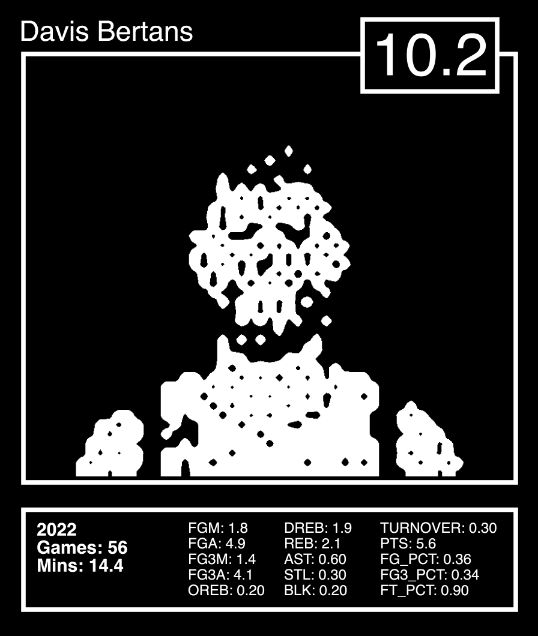 Davis Bertans
10.2
2022
Games: 56
Mins: 14.4
FGM: 1.8
FGA: 4.9
FG3M: 1.4
FG3A: 4.1
OREB: 0.20
DREB: 1.9
REB: 2.1
AST: 0.60
STL: 0.30
BLK: 0.20
TURNOVER: 0.30
PTS: 5.6
FG_PCT: 0.36
FG3_PCT: 0.34
FT_PCT: 0.90